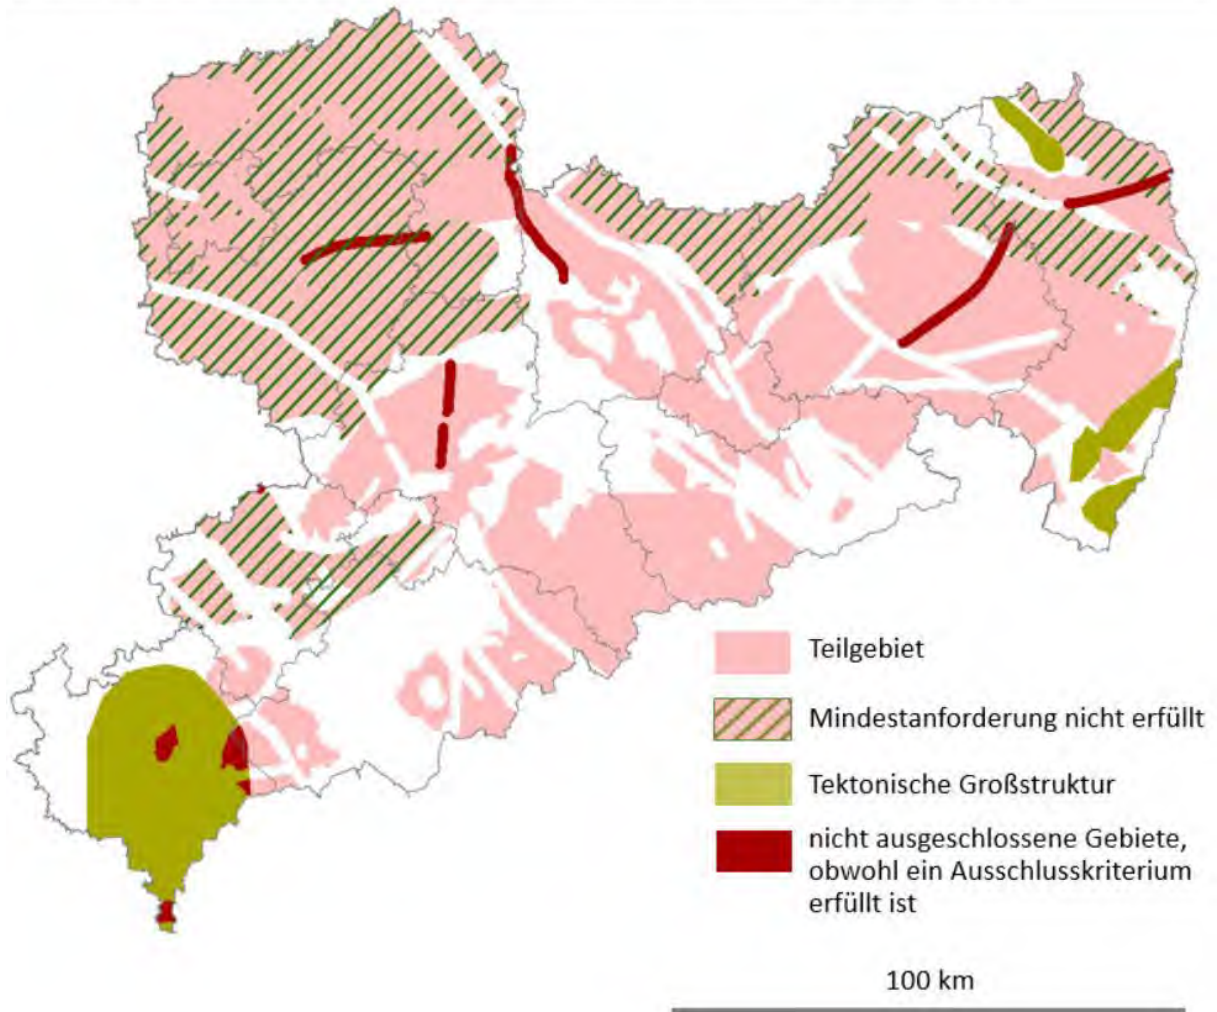 Teilgebiet
Mindestanforderung nicht erfüllt
Tektonische Großstruktur
nicht ausgeschlossene Gebiete,
obwohl ein Ausschlusskriterium
erfüllt ist
100 km